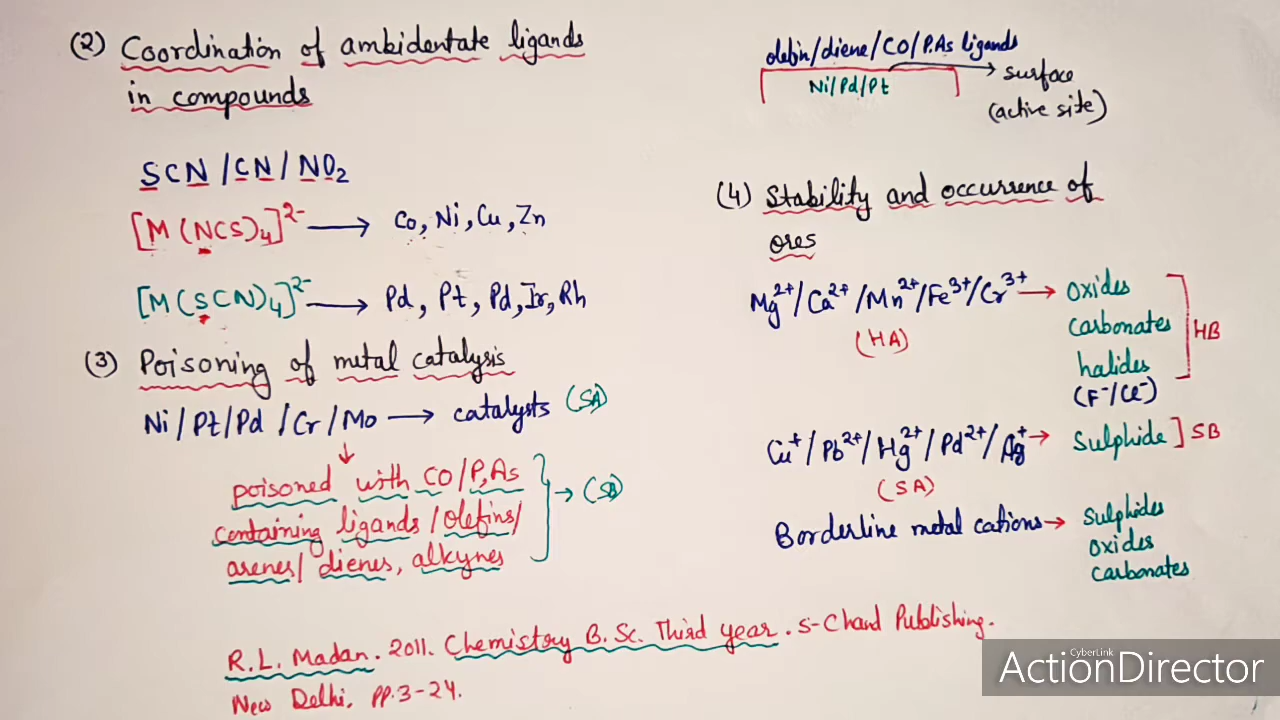 (2) Coordination of ambidentate ligands
in compounds
SCN / CN / NO₂
[M(NCS)₄]²⁻ → Co, Ni, Cu, Zn
[M(SCN)₄]²⁻ → Pd, Pt, Pd, Ir, Rh
(3) Poisoning of metal catalysis
Ni / Pt / Pd / Cr / Mo → catalysts (SA)
↓
poisoned with CO/P,As
containing ligands / olefins/
arenes/ dienes, alkynes
→ (SB)
olebin/diene/CO/P.As ligands
Ni/Pd/Pt
→ surface
(active site)
(4) Stability and occurrence of
ores
Mg²⁺/Ca²⁺/Mn²⁺/Fe³⁺/Cr³⁺ → oxides
(HA)
carbonates
halides
(F⁻/Cl⁻)
HB
Cu⁺/Pb²⁺/Hg²⁺/Pd²⁺/Ag⁺ → Sulphide ] SB
(SA)
Borderline metal cations → Sulphides
oxides
carbonates
R.L. Madan. 2011. Chemistry B.Sc. Third year. S-Chand Publishing.
New Delhi, pp.3-24.
CyberLink
ActionDirector